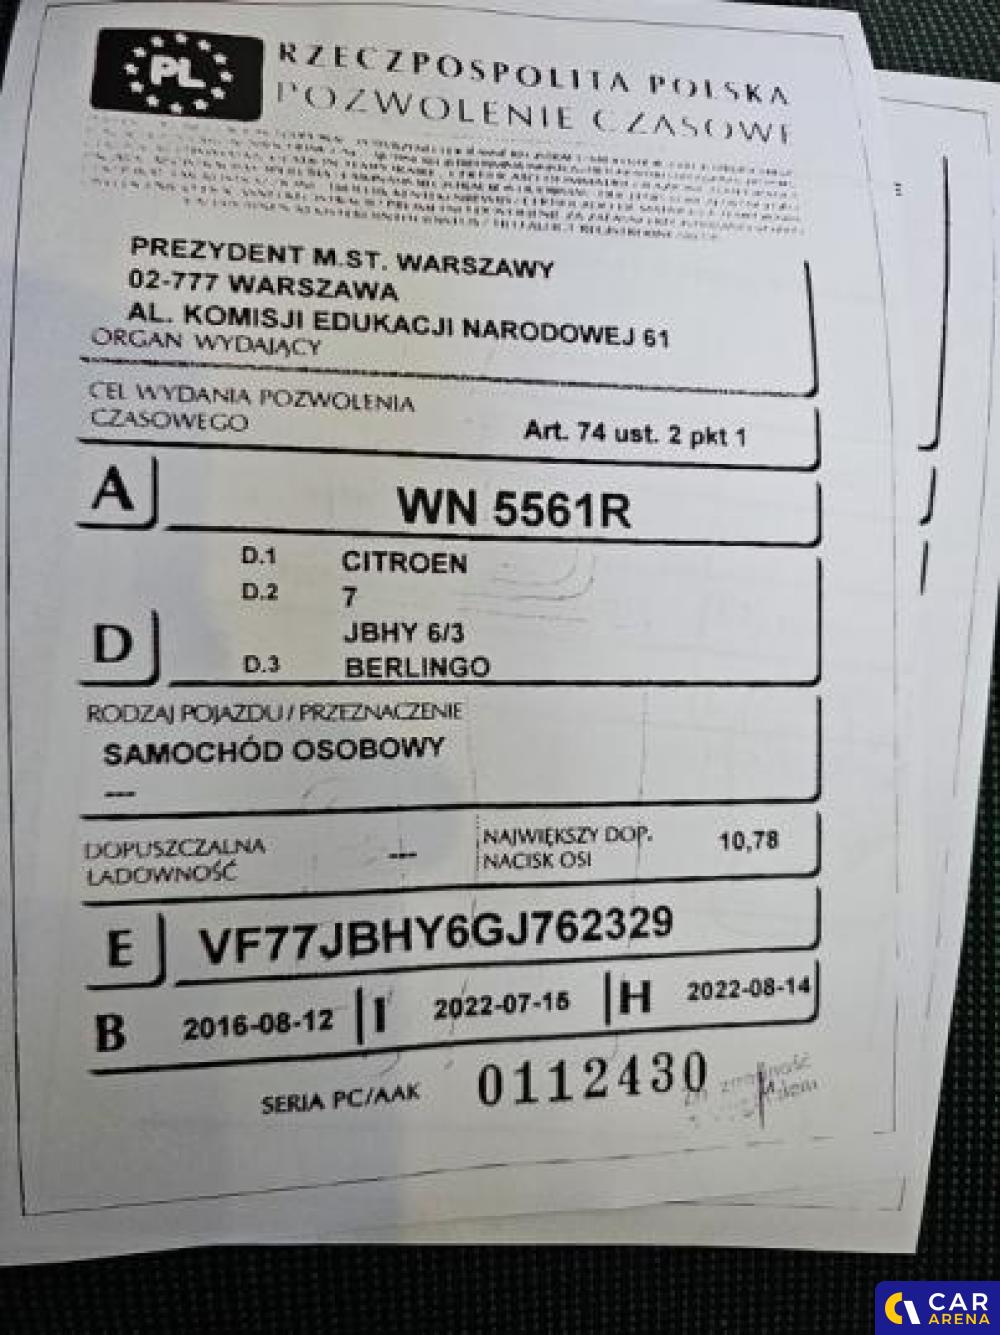 PL
RZECZPOSPOLITA POLSKA
POZWOLENIE CZASOWE
PREZYDENT M.ST. WARSZAWY
02-777 WARSZAWA
AL. KOMISJI EDUKACJI NARODOWEJ 61
ORGAN WYDAJĄCY
CEL WYDANIA POZWOLENIA
CZASOWEGO
Art. 74 ust. 2 pkt 1
A WN 5561R
D.1 CITROEN
D.2 7
JBHY 6/3
D
D.3 BERLINGO
RODZAJ POJAZDU / PRZEZNACZENIE
SAMOCHÓD OSOBOWY
---
DOPUSZCZALNA
ŁADOWNOŚĆ
---
NAJWIĘKSZY DOP.
NACISK OSI
10,78
E VF77JBHY6GJ762329
B 2016-08-12 I 2022-07-15 H 2022-08-14
SERIA PC/AAK 0112430
CAR
ARENA